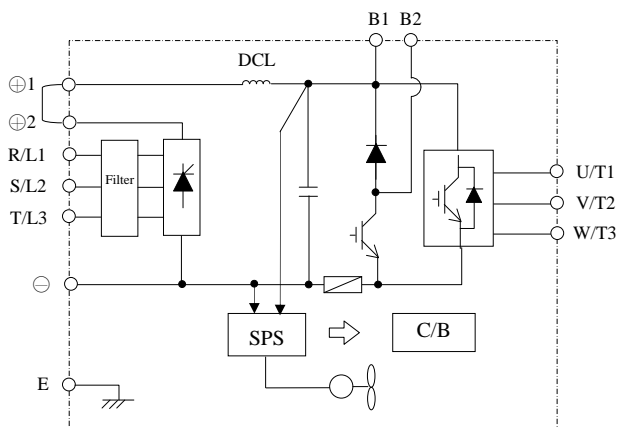 B1 B2
DCL
⊕1
⊕2
R/L1
S/L2
T/L3
Filter
U/T1
V/T2
W/T3
⊖
SPS
C/B
E